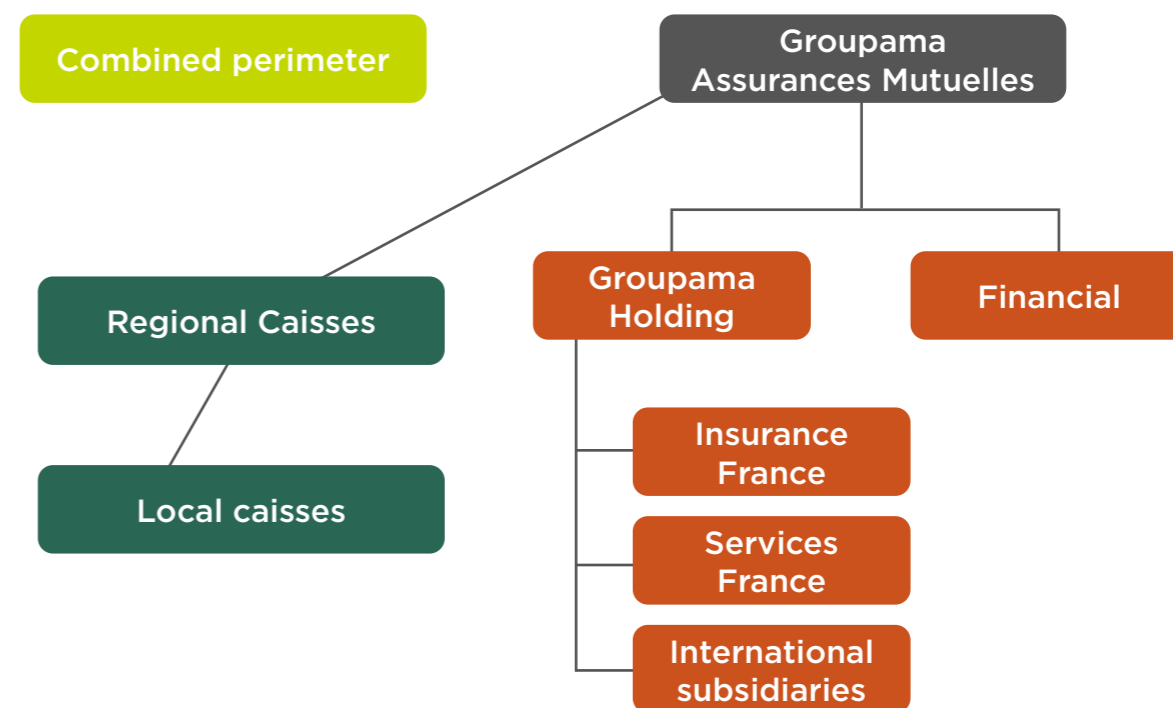 Combined perimeter
Groupama
Assurances Mutuelles
Regional Caisses
Groupama
Holding
Financial
Local caisses
Insurance
France
Services
France
International
subsidiaries